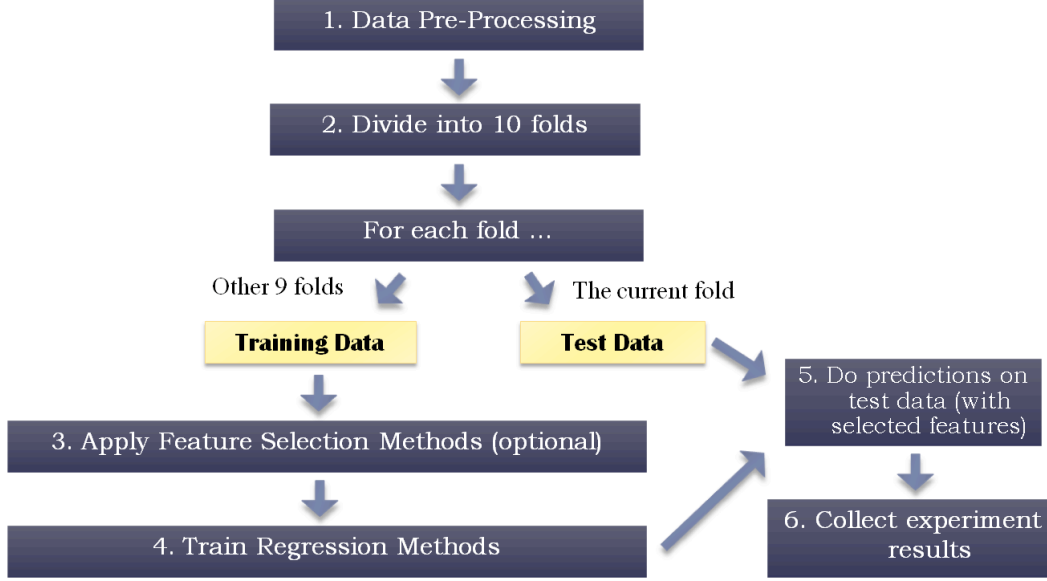 1. Data Pre-Processing
2. Divide into 10 folds
For each fold ...
Other 9 folds
The current fold
Training Data
Test Data
3. Apply Feature Selection Methods (optional)
4. Train Regression Methods
5. Do predictions on
test data (with
selected features)
6. Collect experiment
results